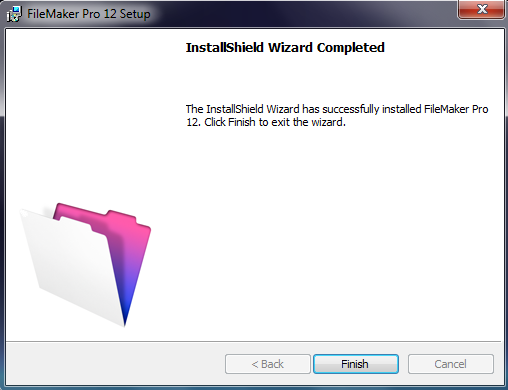 FileMaker Pro 12 Setup
InstallShield Wizard Completed
The InstallShield Wizard has successfully installed FileMaker Pro
12. Click Finish to exit the wizard.
< Back
Finish
Cancel